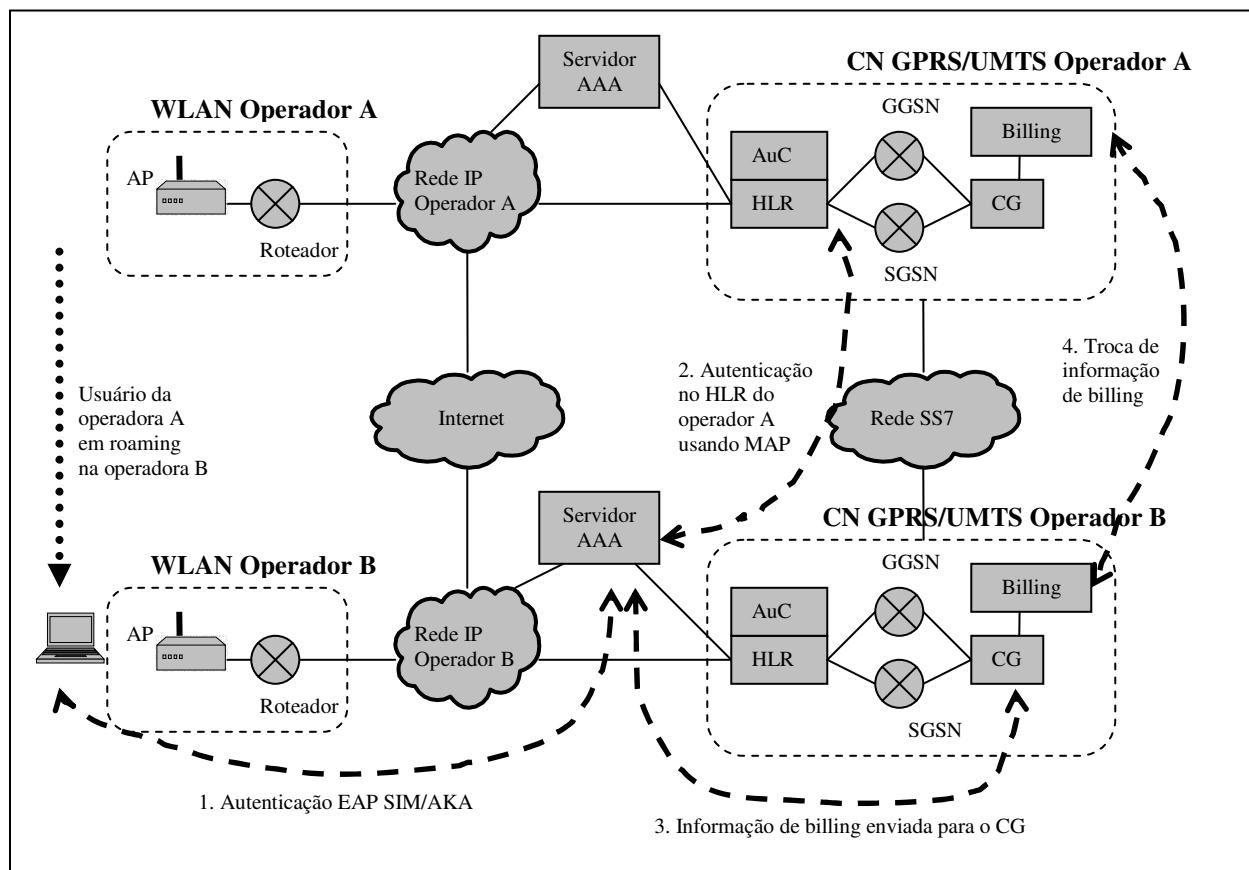 CN GPRS/UMTS Operador A
Servidor
AAA
WLAN Operador A
GGSN
Billing
AuC
AP
Rede IP
Operador A
HLR
CG
Roteador
SGSN
Usuário da
operadora A
em roaming
na operadora B
Internet
2. Autenticação
no HLR do
operador A
usando MAP
Rede SS7
4. Troca de
informação
de billing
Servidor
AAA
CN GPRS/UMTS Operador B
WLAN Operador B
GGSN
Billing
AuC
AP
Rede IP
Operador B
HLR
CG
Roteador
SGSN
1. Autenticação EAP SIM/AKA
3. Informação de billing enviada para o CG